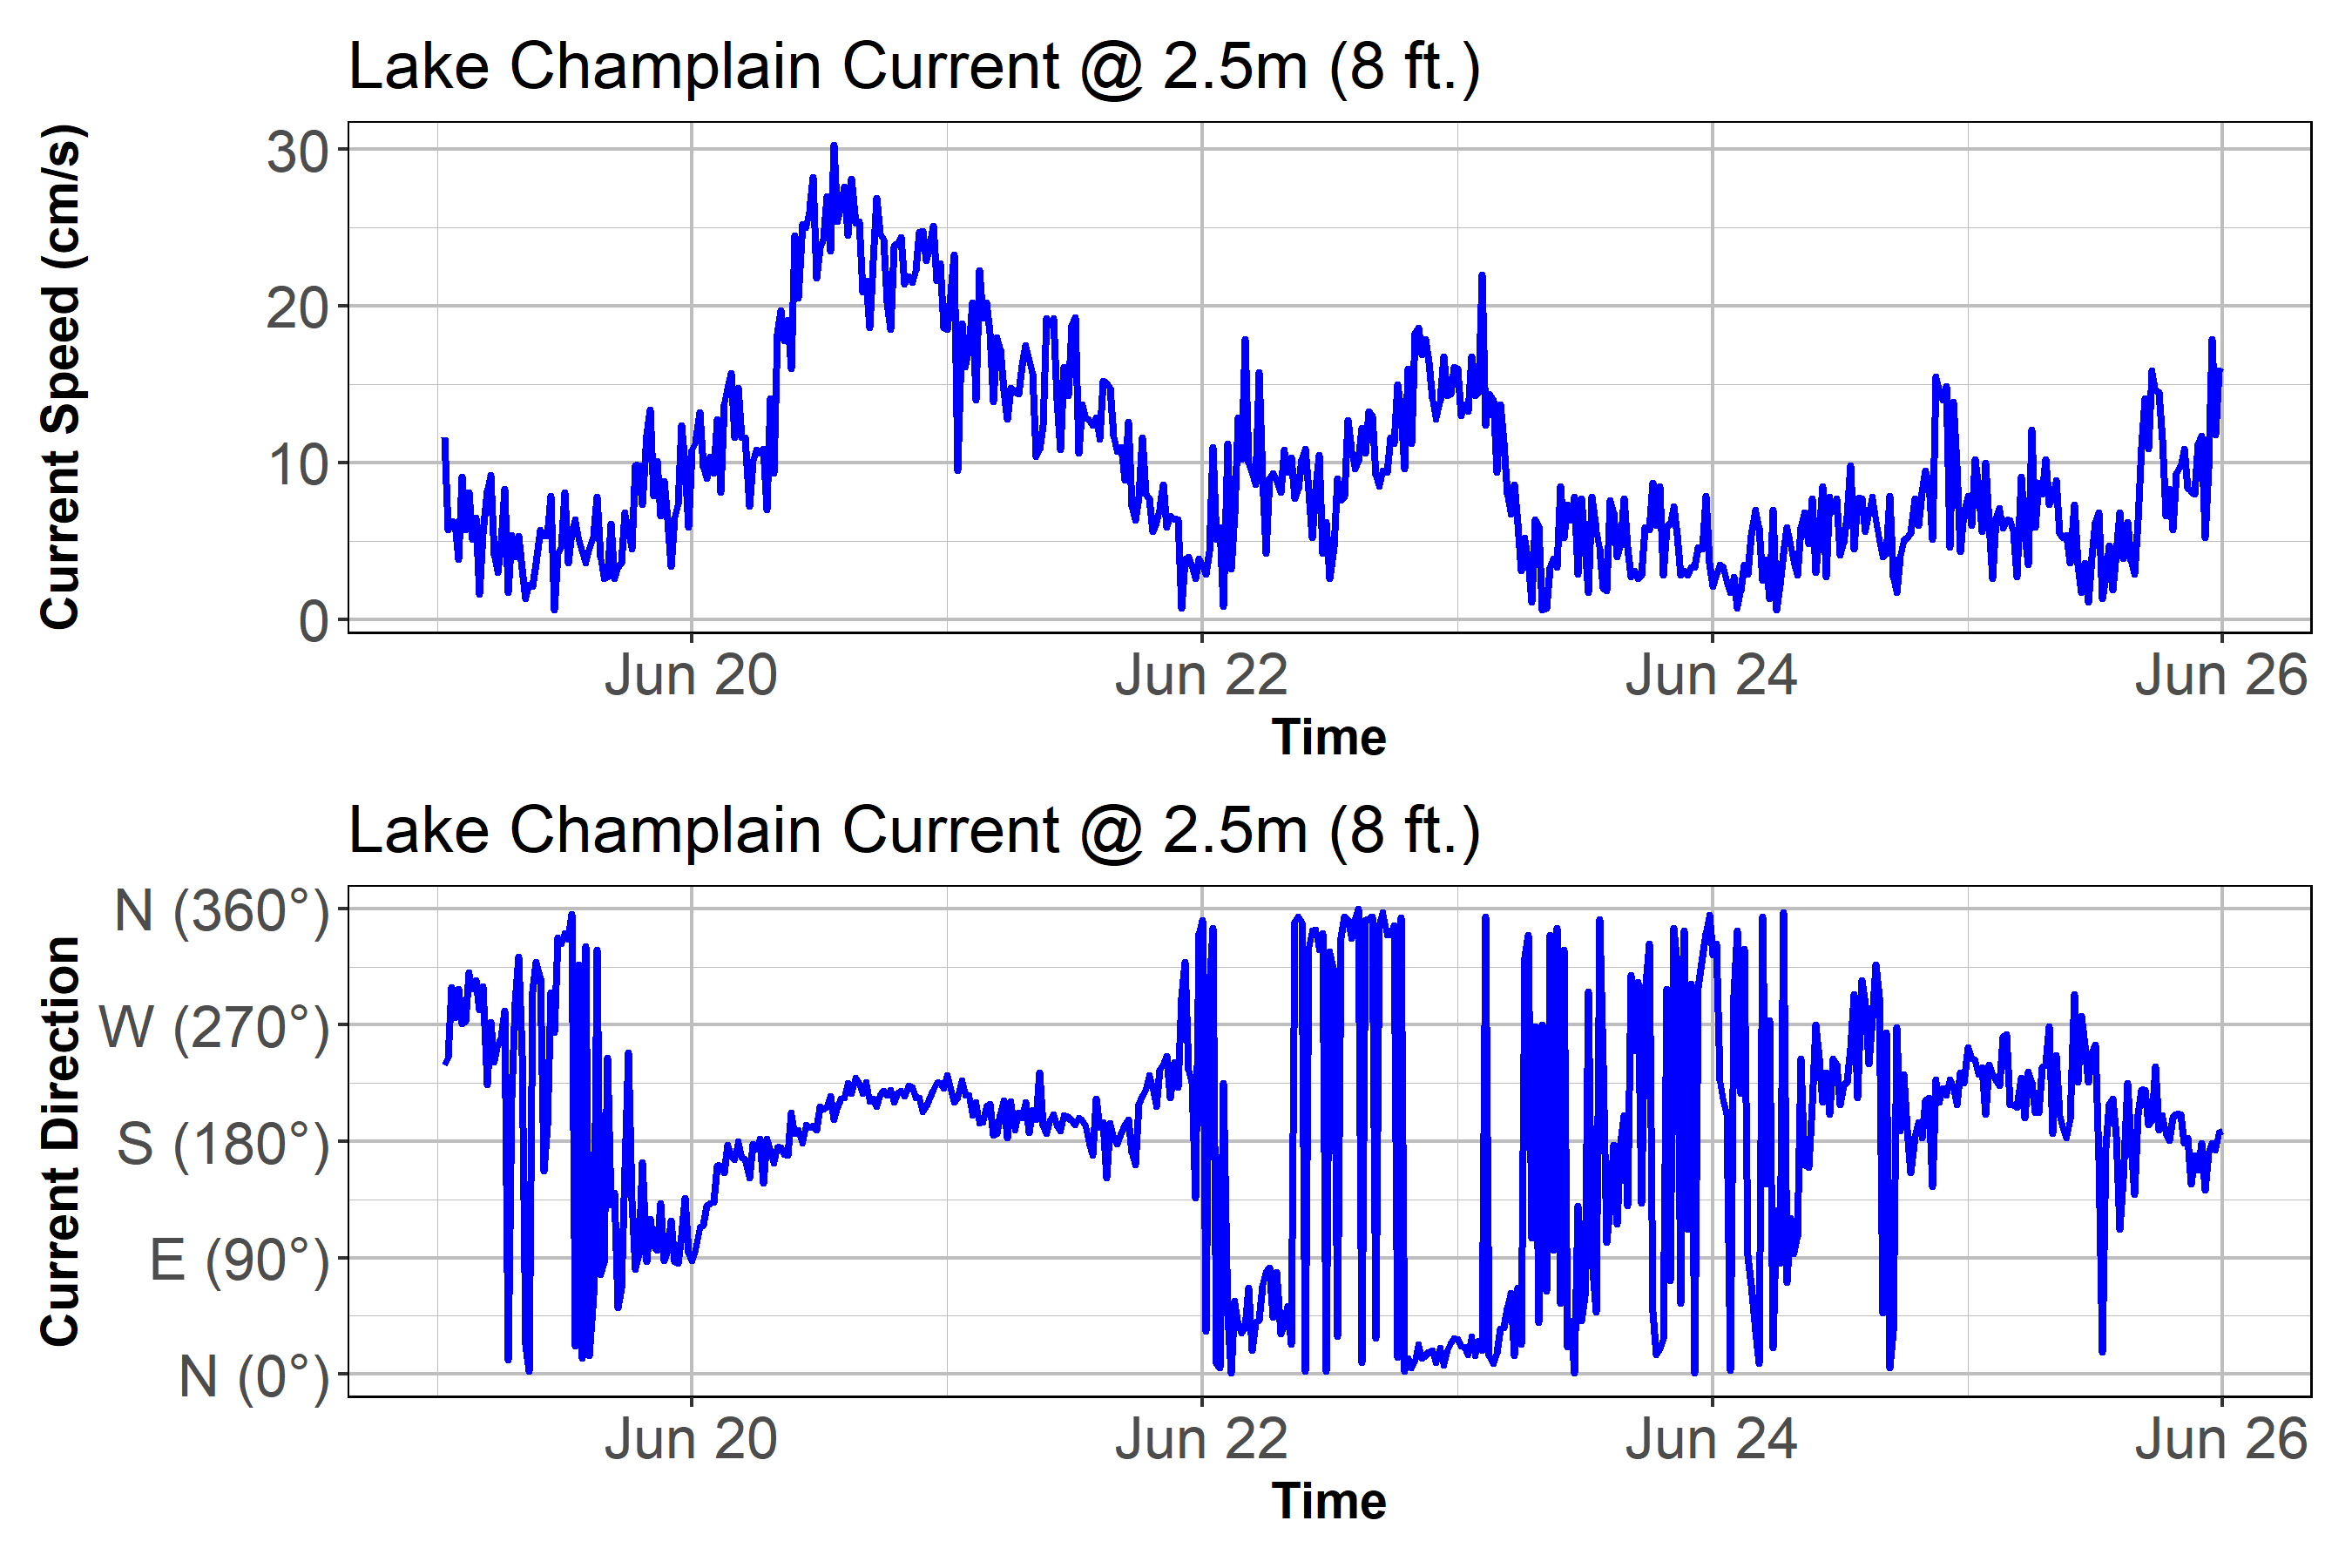 Lake Champlain Current @ 2.5m (8 ft.)
Current Speed (cm/s)
30
20
10
0
Jun 20 Jun 22 Jun 24 Jun 26
Time
Lake Champlain Current @ 2.5m (8 ft.)
Current Direction
N (360°)
W (270°)
S (180°)
E (90°)
N (0°)
Jun 20 Jun 22 Jun 24 Jun 26
Time